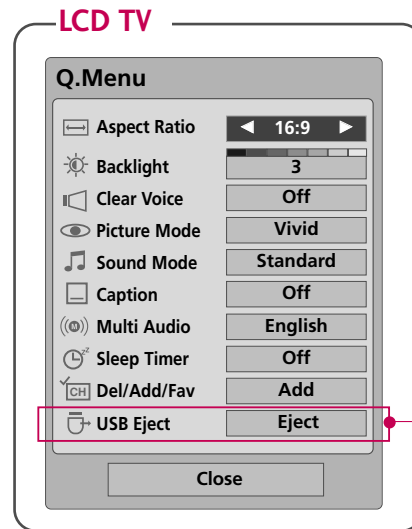 LCD TV
Q.Menu
Aspect Ratio ◄ 16:9 ►
Backlight 3
Clear Voice Off
Picture Mode Vivid
Sound Mode Standard
Caption Off
Multi Audio English
Sleep Timer Off
Del/Add/Fav Add
USB Eject Eject
Close